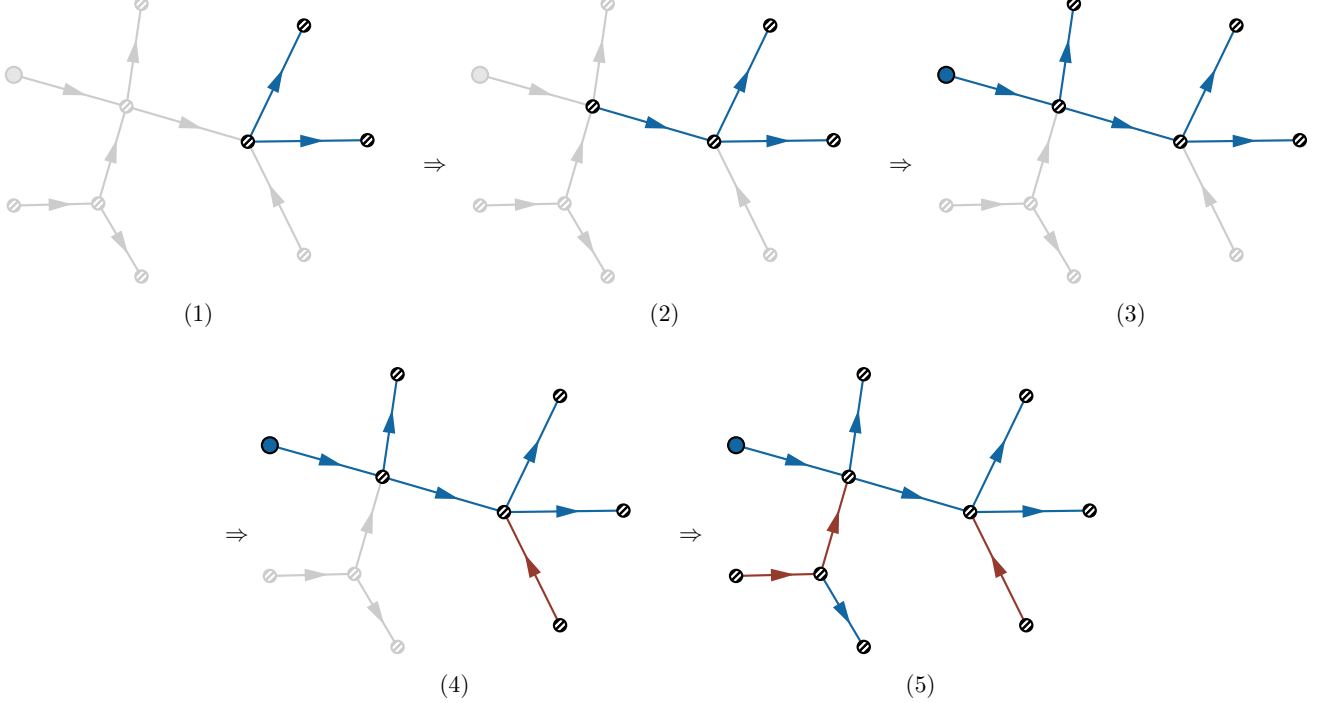 ⇒ ⇒
(1) (2) (3)
⇒ ⇒
(4) (5)